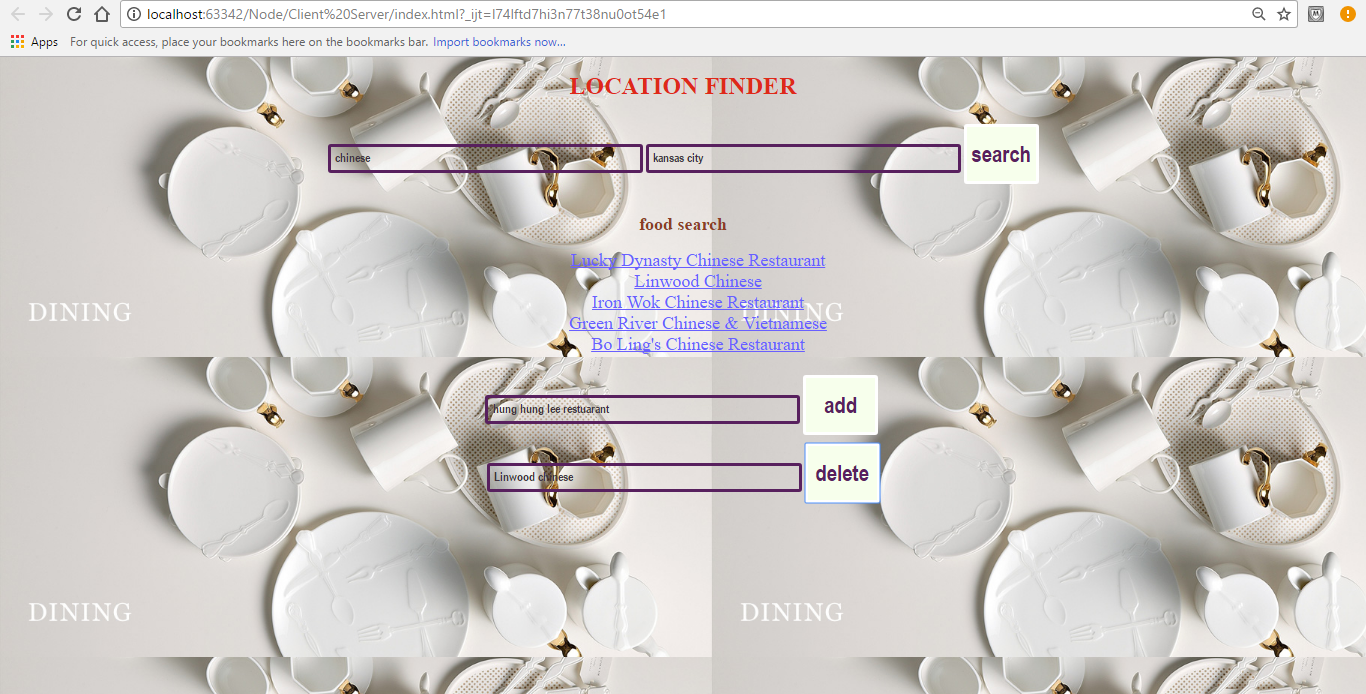 localhost:63342/Node/Client%20Server/index.html?_ijt=l74lftd7hi3n77t38nu0ot54e1
Apps For quick access, place your bookmarks here on the bookmarks bar. Import bookmarks now...
LOCATION FINDER
chinese kansas city search
food search
Lucky Dynasty Chinese Restaurant
Linwood Chinese
Iron Wok Chinese Restaurant
DINING DINING
Green River Chinese & Vietnamese
Bo Ling's Chinese Restaurant
hung hung lee restuarant add
Linwood chinese delete
DINING DINING